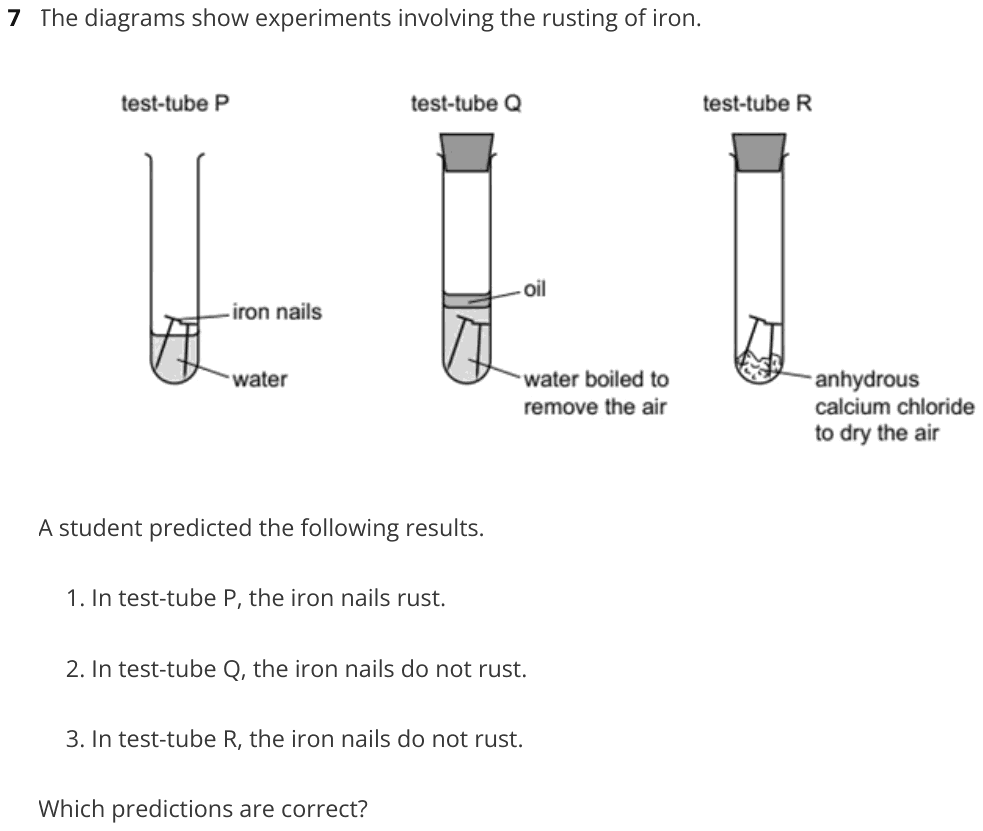 7 The diagrams show experiments involving the rusting of iron.
test-tube P
test-tube Q
test-tube R
oil
iron nails
water
water boiled to
remove the air
anhydrous
calcium chloride
to dry the air
A student predicted the following results.
1. In test-tube P, the iron nails rust.
2. In test-tube Q, the iron nails do not rust.
3. In test-tube R, the iron nails do not rust.
Which predictions are correct?